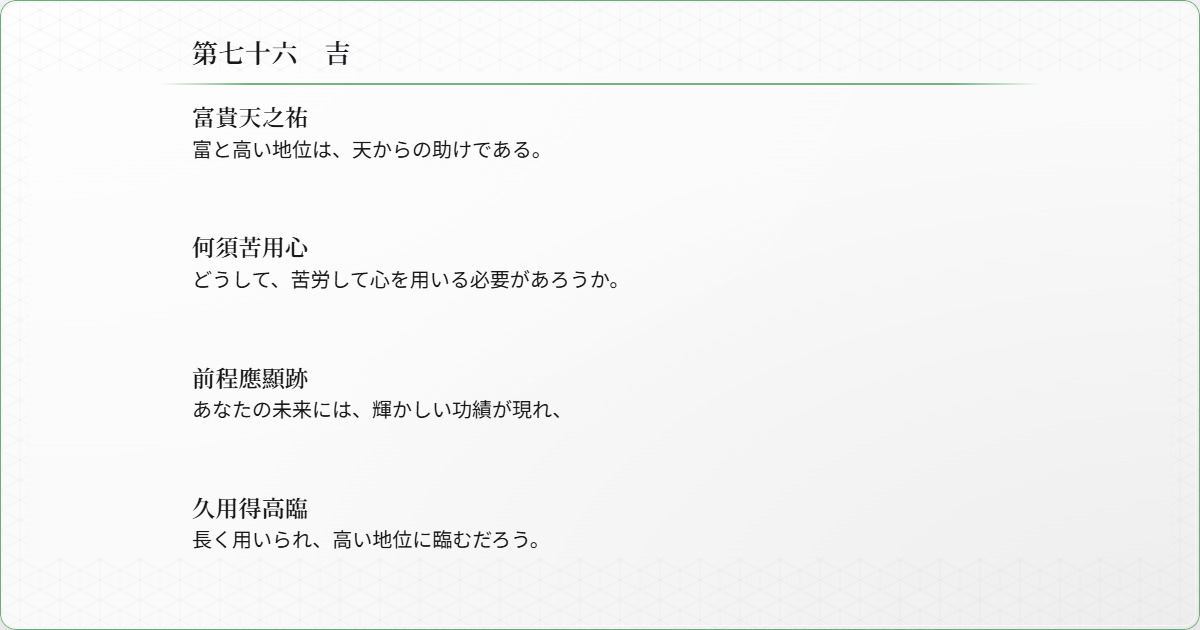 第七十六　吉
富貴天之祐
富と高い地位は、天からの助けである。
何須苦用心
どうして、苦労して心を用いる必要があろうか。
前程應顯跡
あなたの未来には、輝かしい功績が現れ、
久用得高臨
長く用いられ、高い地位に臨むだろう。